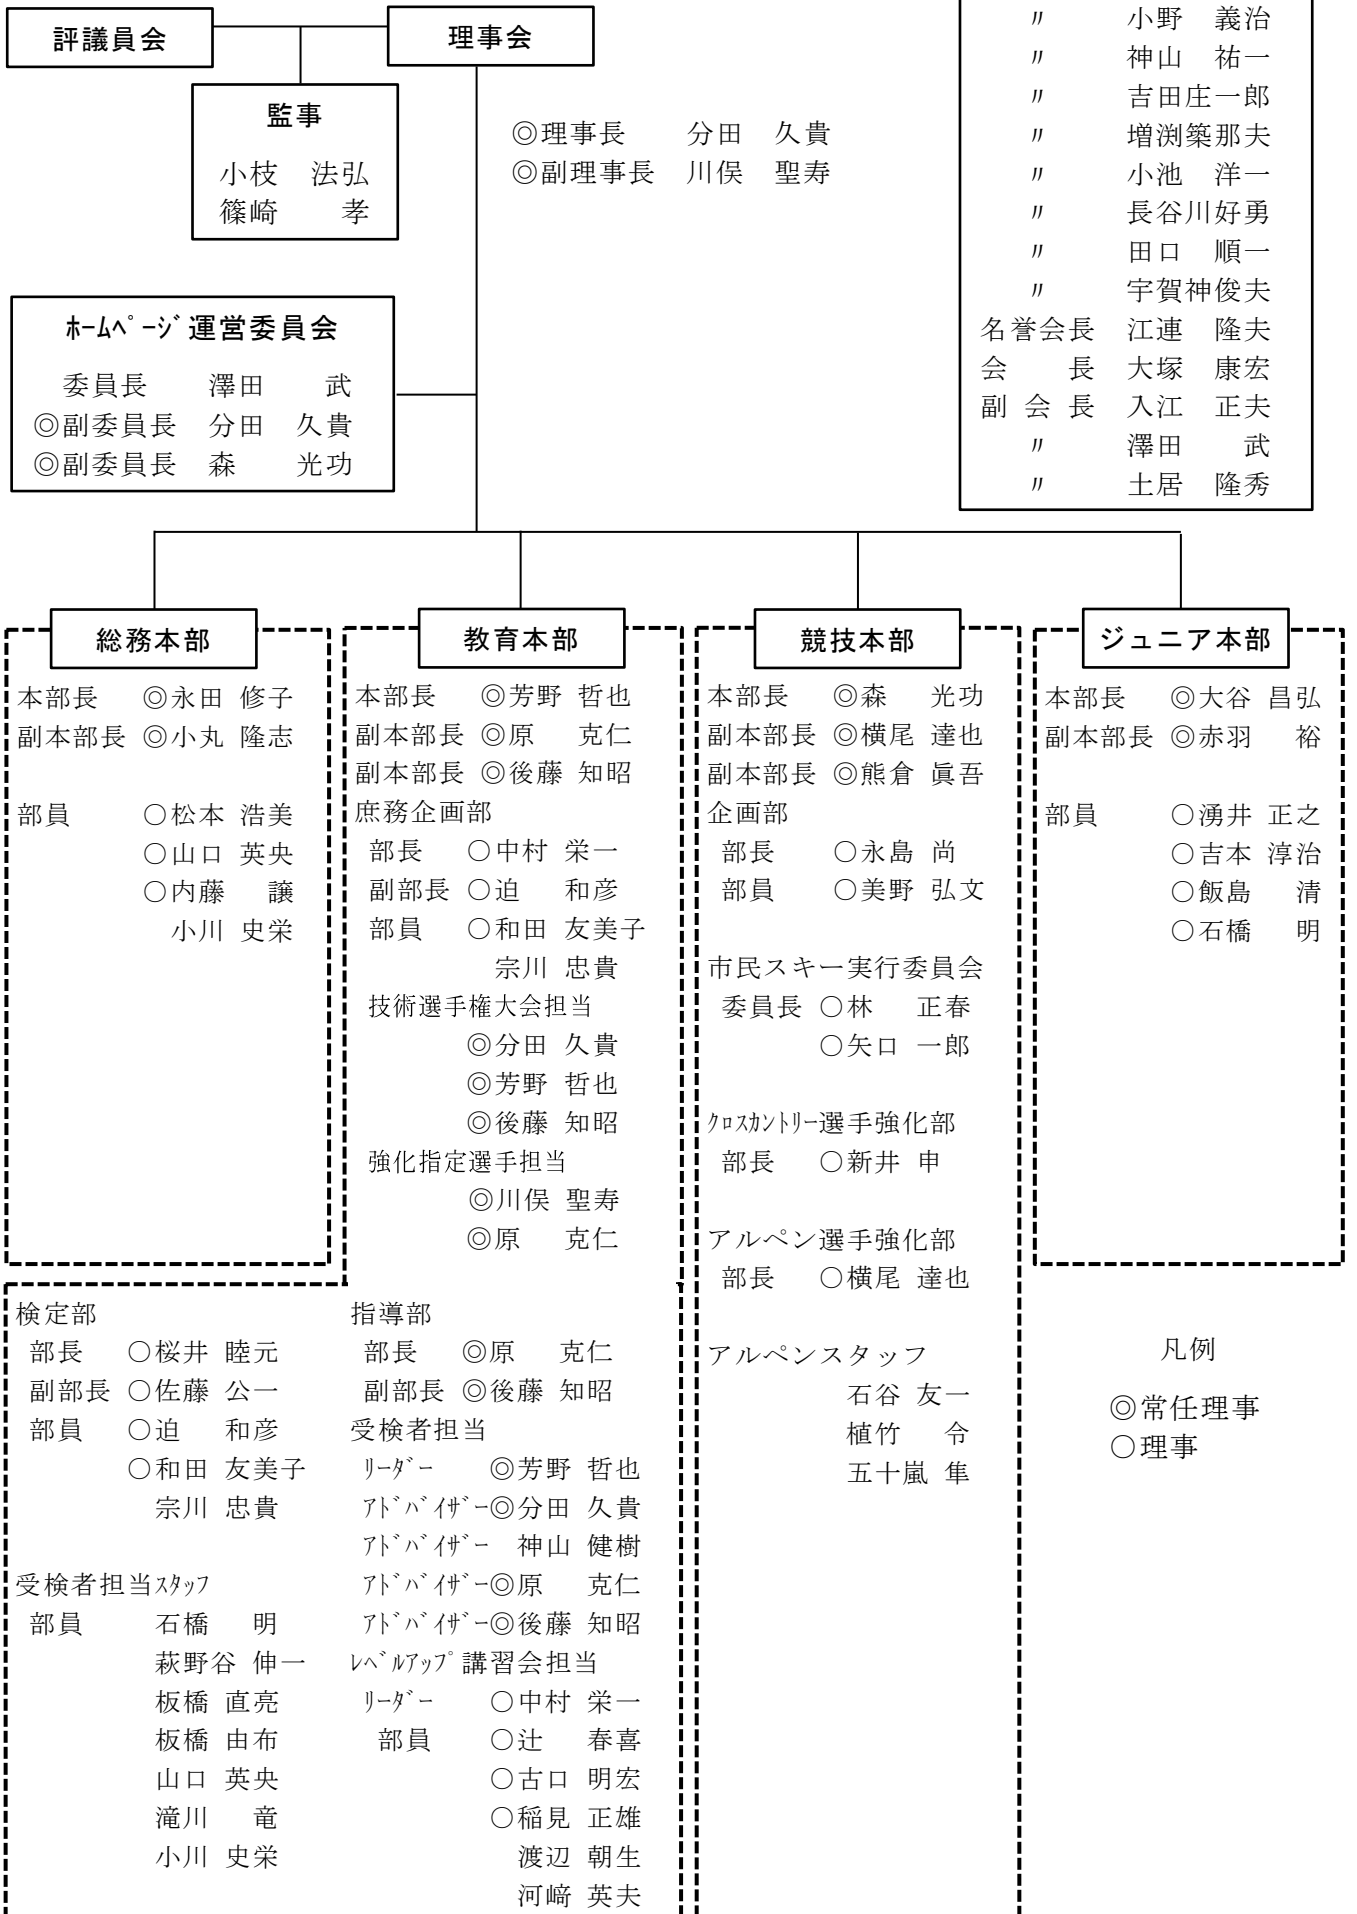 評議員会
理事会
監事
小枝　法弘
篠崎　　孝
◎理事長　　分田　久貴
◎副理事長　川俣　聖寿
〃　　小野　義治
〃　　神山　祐一
〃　　吉田庄一郎
〃　　増渕築那夫
〃　　小池　洋一
〃　　長谷川好勇
〃　　田口　順一
〃　　宇賀神俊夫
名誉会長　江連　隆夫
会　　長　大塚　康宏
副 会 長　入江　正夫
〃　　澤田　　武
〃　　土居　隆秀
ﾎｰﾑﾍﾟｰｼﾞ運営委員会
委員長　　澤田　　武
◎副委員長　分田　久貴
◎副委員長　森　　光功
総務本部
本部長　◎永田 修子
副本部長 ◎小丸 隆志
部員　　○松本 浩美
○山口 英央
○内藤　 譲
小川 史栄
教育本部
本部長　◎芳野 哲也
副本部長 ◎原　 克仁
副本部長 ◎後藤 知昭
庶務企画部
部長　○中村 栄一
副部長 ○迫　 和彦
部員　○和田 友美子
宗川 忠貴
技術選手権大会担当
◎分田 久貴
◎芳野 哲也
◎後藤 知昭
強化指定選手担当
◎川俣 聖寿
◎原　 克仁
競技本部
本部長　◎森　 光功
副本部長 ◎横尾 達也
副本部長 ◎熊倉 眞吾
企画部
部長　○永島 尚
部員　○美野 弘文
市民スキー実行委員会
委員長 ○林　 正春
○矢口 一郎
ｸﾛｽｶﾝﾄﾘｰ選手強化部
部長　○新井 申
アルペン選手強化部
部長　○横尾 達也
アルペンスタッフ
石谷 友一
植竹　 令
五十嵐 隼
ジュニア本部
本部長　◎大谷 昌弘
副本部長 ◎赤羽　 裕
部員　　○湧井 正之
○吉本 淳治
○飯島　 清
○石橋　 明
検定部
部長　○桜井 睦元
副部長 ○佐藤 公一
部員　○迫　 和彦
○和田 友美子
宗川 忠貴
受検者担当ｽﾀｯﾌ
部員　　石橋　 明
萩野谷 伸一
板橋 直亮
板橋 由布
山口 英央
滝川　 竜
小川 史栄
指導部
部長　◎原　 克仁
副部長 ◎後藤 知昭
受検者担当
ﾘｰﾀﾞｰ　　◎芳野 哲也
ｱﾄﾞﾊﾞｲｻﾞｰ◎分田 久貴
ｱﾄﾞﾊﾞｲｻﾞｰ　神山 健樹
ｱﾄﾞﾊﾞｲｻﾞｰ◎原　 克仁
ｱﾄﾞﾊﾞｲｻﾞｰ◎後藤 知昭
ﾚﾍﾞﾙｱｯﾌﾟ講習会担当
ﾘｰﾀﾞｰ　　○中村 栄一
部員　　○辻　 春喜
○古口 明宏
○稲見 正雄
渡辺 朝生
河﨑 英夫
凡例
◎常任理事
○理事